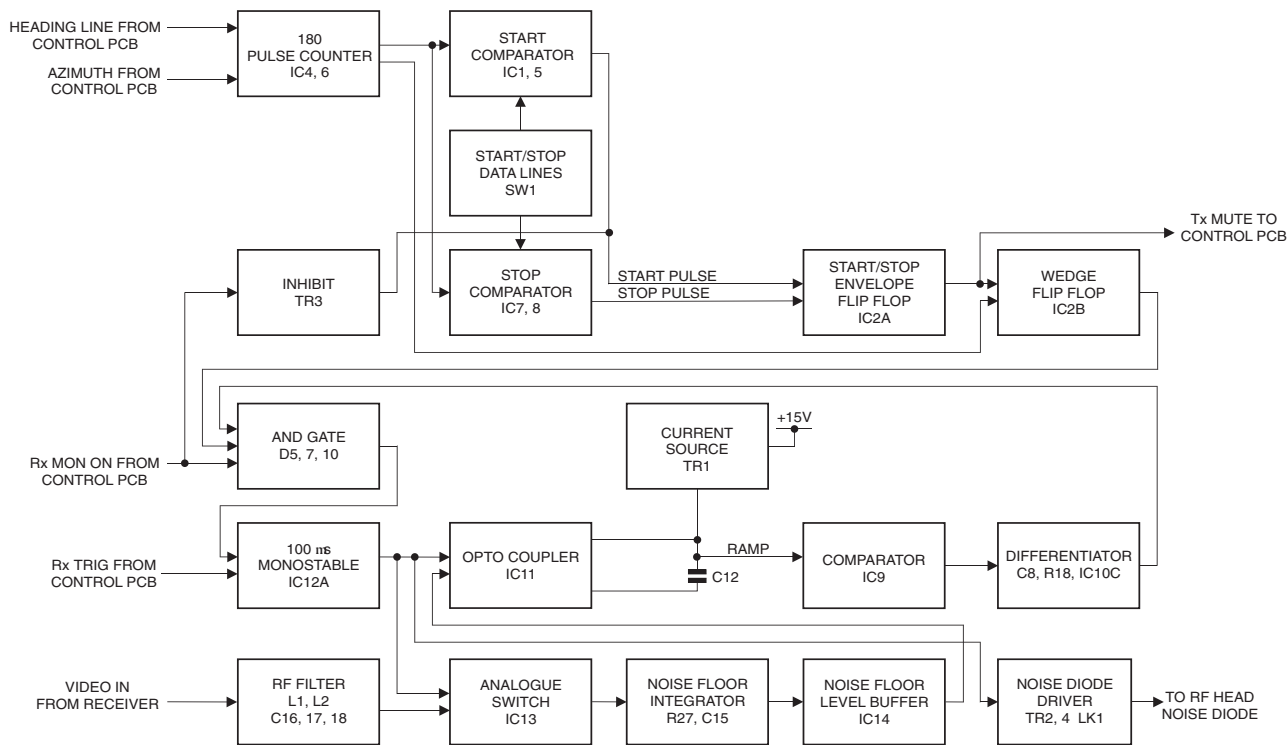 HEADING LINE FROM
CONTROL PCB
AZIMUTH FROM
CONTROL PCB
180
PULSE COUNTER
IC4, 6
START
COMPARATOR
IC1, 5
START/STOP
DATA LINES
SW1
Tx MUTE TO
CONTROL PCB
INHIBIT
TR3
STOP
COMPARATOR
IC7, 8
START PULSE
STOP PULSE
START/STOP
ENVELOPE
FLIP FLOP
IC2A
WEDGE
FLIP FLOP
IC2B
Rx MON ON FROM
CONTROL PCB
AND GATE
D5, 7, 10
CURRENT
SOURCE
TR1
+15V
Rx TRIG FROM
CONTROL PCB
100 ms
MONOSTABLE
IC12A
OPTO COUPLER
IC11
RAMP
C12
COMPARATOR
IC9
DIFFERENTIATOR
C8, R18, IC10C
VIDEO IN
FROM RECEIVER
RF FILTER
L1, L2
C16, 17, 18
ANALOGUE
SWITCH
IC13
NOISE FLOOR
INTEGRATOR
R27, C15
NOISE FLOOR
LEVEL BUFFER
IC14
NOISE DIODE
DRIVER
TR2, 4 LK1
TO RF HEAD
NOISE DIODE